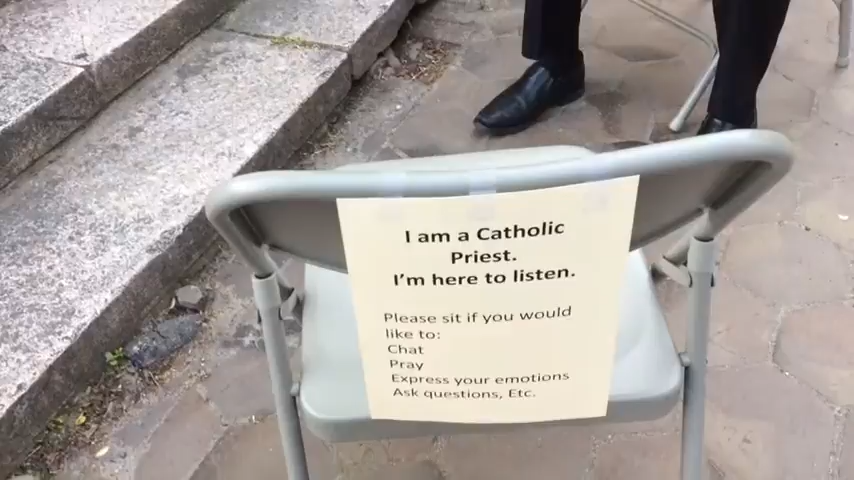 I am a Catholic
Priest.
I'm here to listen.
Please sit if you would
like to:
Chat
Pray
Express your emotions
Ask questions, Etc.